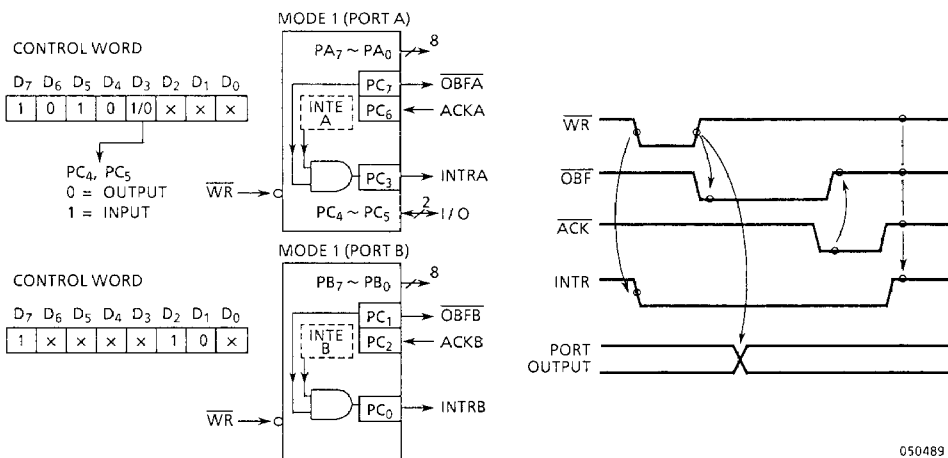 MODE 1 (PORT A)
CONTROL WORD
D7 D6 D5 D4 D3 D2 D1 D0
1 0 1 0 1/0 × × ×
PC4, PC5
0 = OUTPUT
1 = INPUT
PA7 ~ PA0
8
PC7
OBFA
INTE
A
PC6
ACKA
PC3
INTRA
WR
PC4 ~ PC5
2
I/O
MODE 1 (PORT B)
CONTROL WORD
D7 D6 D5 D4 D3 D2 D1 D0
1 × × × × 1 0 ×
PB7 ~ PB0
8
PC1
OBFB
INTE
B
PC2
ACKB
PC0
INTRB
WR
WR
OBF
ACK
INTR
PORT
OUTPUT
050489